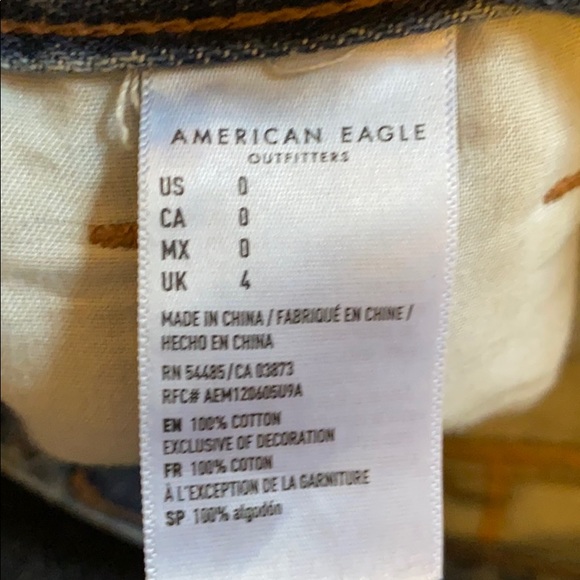 AMERICAN EAGLE
OUTFITTERS
US 0
CA 0
MX 0
UK 4
MADE IN CHINA / FABRIQUÉ EN CHINE /
HECHO EN CHINA
RN 54485/CA 03873
RFC# AEM120605U9A
EN 100% COTTON
EXCLUSIVE OF DECORATION
FR 100% COTON
À L'EXCEPTION DE LA GARNITURE
SP 100% algodón